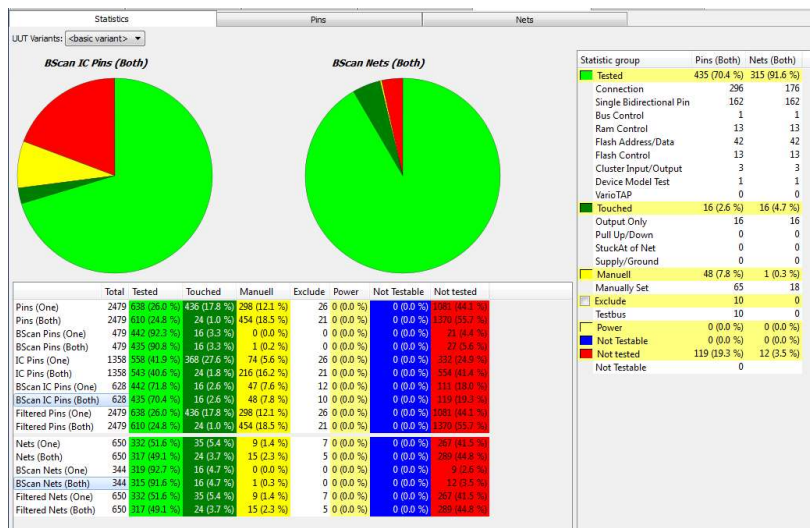 Statistics Pins Nets
UUT Variants: <basic variant>
BScan IC Pins (Both) BScan Nets (Both)
Statistic group Pins (Both) Nets (Both)
Tested 435 (70.4 %) 315 (91.6 %)
Connection 296 176
Single Bidirectional Pin 162 162
Bus Control 1 1
Ram Control 13 13
Flash Address/Data 42 42
Flash Control 13 13
Cluster Input/Output 3 3
Device Model Test 1 1
VarioTAP 0 0
Touched 16 (2.6 %) 16 (4.7 %)
Output Only 16 16
Pull Up/Down 0 0
StuckAt of Net 0 0
Supply/Ground 0 0
Manuell 48 (7.8 %) 1 (0.3 %)
Manually Set 65 18
Exclude 10 0
Testbus 10 0
Power 0 (0.0 %) 0 (0.0 %)
Not Testable 0 (0.0 %) 0 (0.0 %)
Not tested 119 (19.3 %) 12 (3.5 %)
Not Testable 0
Total Tested Touched Manuell Exclude Power Not Testable Not tested
Pins (One) 2479 638 (26.0 %) 436 (17.8 %) 298 (12.1 %) 26 0 (0.0 %) 0 (0.0 %) 1081 (44.1 %)
Pins (Both) 2479 610 (24.8 %) 24 (1.0 %) 454 (18.5 %) 21 0 (0.0 %) 0 (0.0 %) 1370 (55.7 %)
BScan Pins (One) 479 442 (92.3 %) 16 (3.3 %) 0 (0.0 %) 0 0 (0.0 %) 0 (0.0 %) 21 (4.4 %)
BScan Pins (Both) 479 435 (90.8 %) 16 (3.3 %) 1 (0.2 %) 0 0 (0.0 %) 0 (0.0 %) 27 (5.6 %)
IC Pins (One) 1358 558 (41.9 %) 368 (27.6 %) 74 (5.6 %) 26 0 (0.0 %) 0 (0.0 %) 332 (24.9 %)
IC Pins (Both) 1358 543 (40.6 %) 24 (1.8 %) 216 (16.2 %) 21 0 (0.0 %) 0 (0.0 %) 554 (41.4 %)
BScan IC Pins (One) 628 442 (71.8 %) 16 (2.6 %) 47 (7.6 %) 12 0 (0.0 %) 0 (0.0 %) 111 (18.0 %)
BScan IC Pins (Both) 628 435 (70.4 %) 16 (2.6 %) 48 (7.8 %) 10 0 (0.0 %) 0 (0.0 %) 119 (19.3 %)
Filtered Pins (One) 2479 638 (26.0 %) 436 (17.8 %) 298 (12.1 %) 26 0 (0.0 %) 0 (0.0 %) 1081 (44.1 %)
Filtered Pins (Both) 2479 610 (24.8 %) 24 (1.0 %) 454 (18.5 %) 21 0 (0.0 %) 0 (0.0 %) 1370 (55.7 %)
Nets (One) 650 332 (51.6 %) 35 (5.4 %) 9 (1.4 %) 7 0 (0.0 %) 0 (0.0 %) 267 (41.5 %)
Nets (Both) 650 317 (49.1 %) 24 (3.7 %) 15 (2.3 %) 5 0 (0.0 %) 0 (0.0 %) 289 (44.8 %)
BScan Nets (One) 344 319 (92.7 %) 16 (4.7 %) 0 (0.0 %) 0 0 (0.0 %) 0 (0.0 %) 9 (2.6 %)
BScan Nets (Both) 344 315 (91.6 %) 16 (4.7 %) 1 (0.3 %) 0 0 (0.0 %) 0 (0.0 %) 12 (3.5 %)
Filtered Nets (One) 650 332 (51.6 %) 35 (5.4 %) 9 (1.4 %) 7 0 (0.0 %) 0 (0.0 %) 267 (41.5 %)
Filtered Nets (Both) 650 317 (49.1 %) 24 (3.7 %) 15 (2.3 %) 5 0 (0.0 %) 0 (0.0 %) 289 (44.8 %)